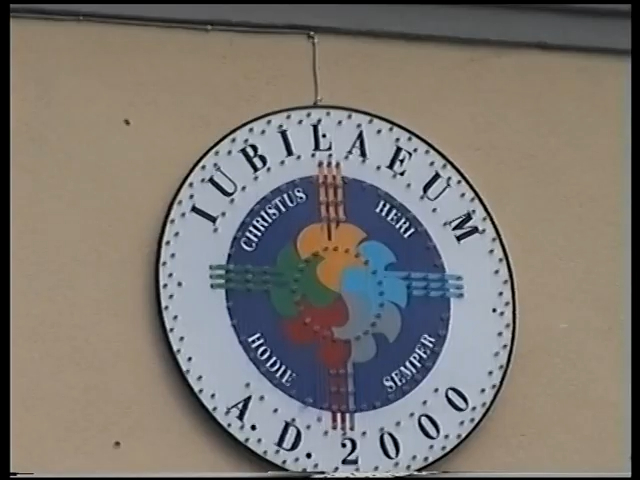 IUBILAEUM
CHRISTUS HERI
HODIE SEMPER
A.D. 2000